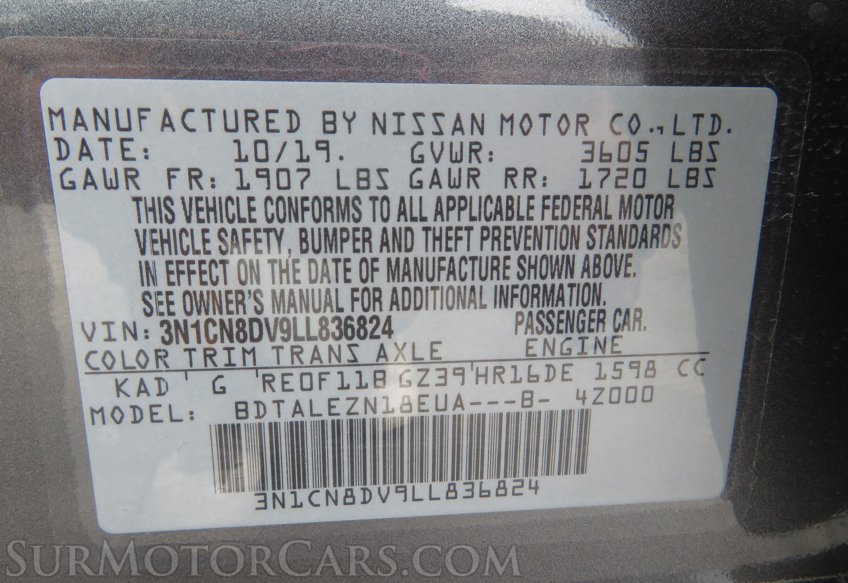 MANUFACTURED BY NISSAN MOTOR CO., LTD.
DATE: 10/19. GVWR: 3605 LBS
GAWR FR: 1907 LBS GAWR RR: 1720 LBS
THIS VEHICLE CONFORMS TO ALL APPLICABLE FEDERAL MOTOR
VEHICLE SAFETY, BUMPER AND THEFT PREVENTION STANDARDS
IN EFFECT ON THE DATE OF MANUFACTURE SHOWN ABOVE.
SEE OWNER'S MANUAL FOR ADDITIONAL INFORMATION.
VIN: 3N1CN8DV9LL836824 PASSENGER CAR.
COLOR TRIM TRANS AXLE ENGINE
KAD G RE0F11B GZ39 HR16DE 1598 CC
MODEL: BDTALEZN18EUA---B- 4Z000
3N1CN8DV9LL836824
SURMOTORCARS.COM